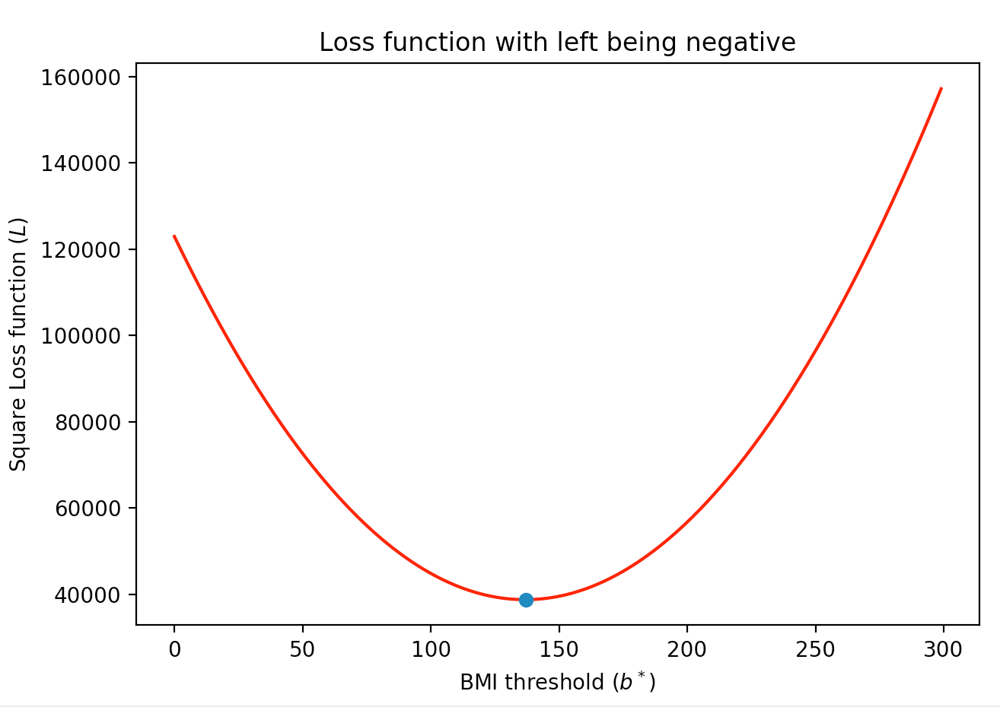 Loss function with left being negative
160000
140000
120000
100000
80000
60000
40000
Square Loss function (L)
0 50 100 150 200 250 300
BMI threshold (b*)